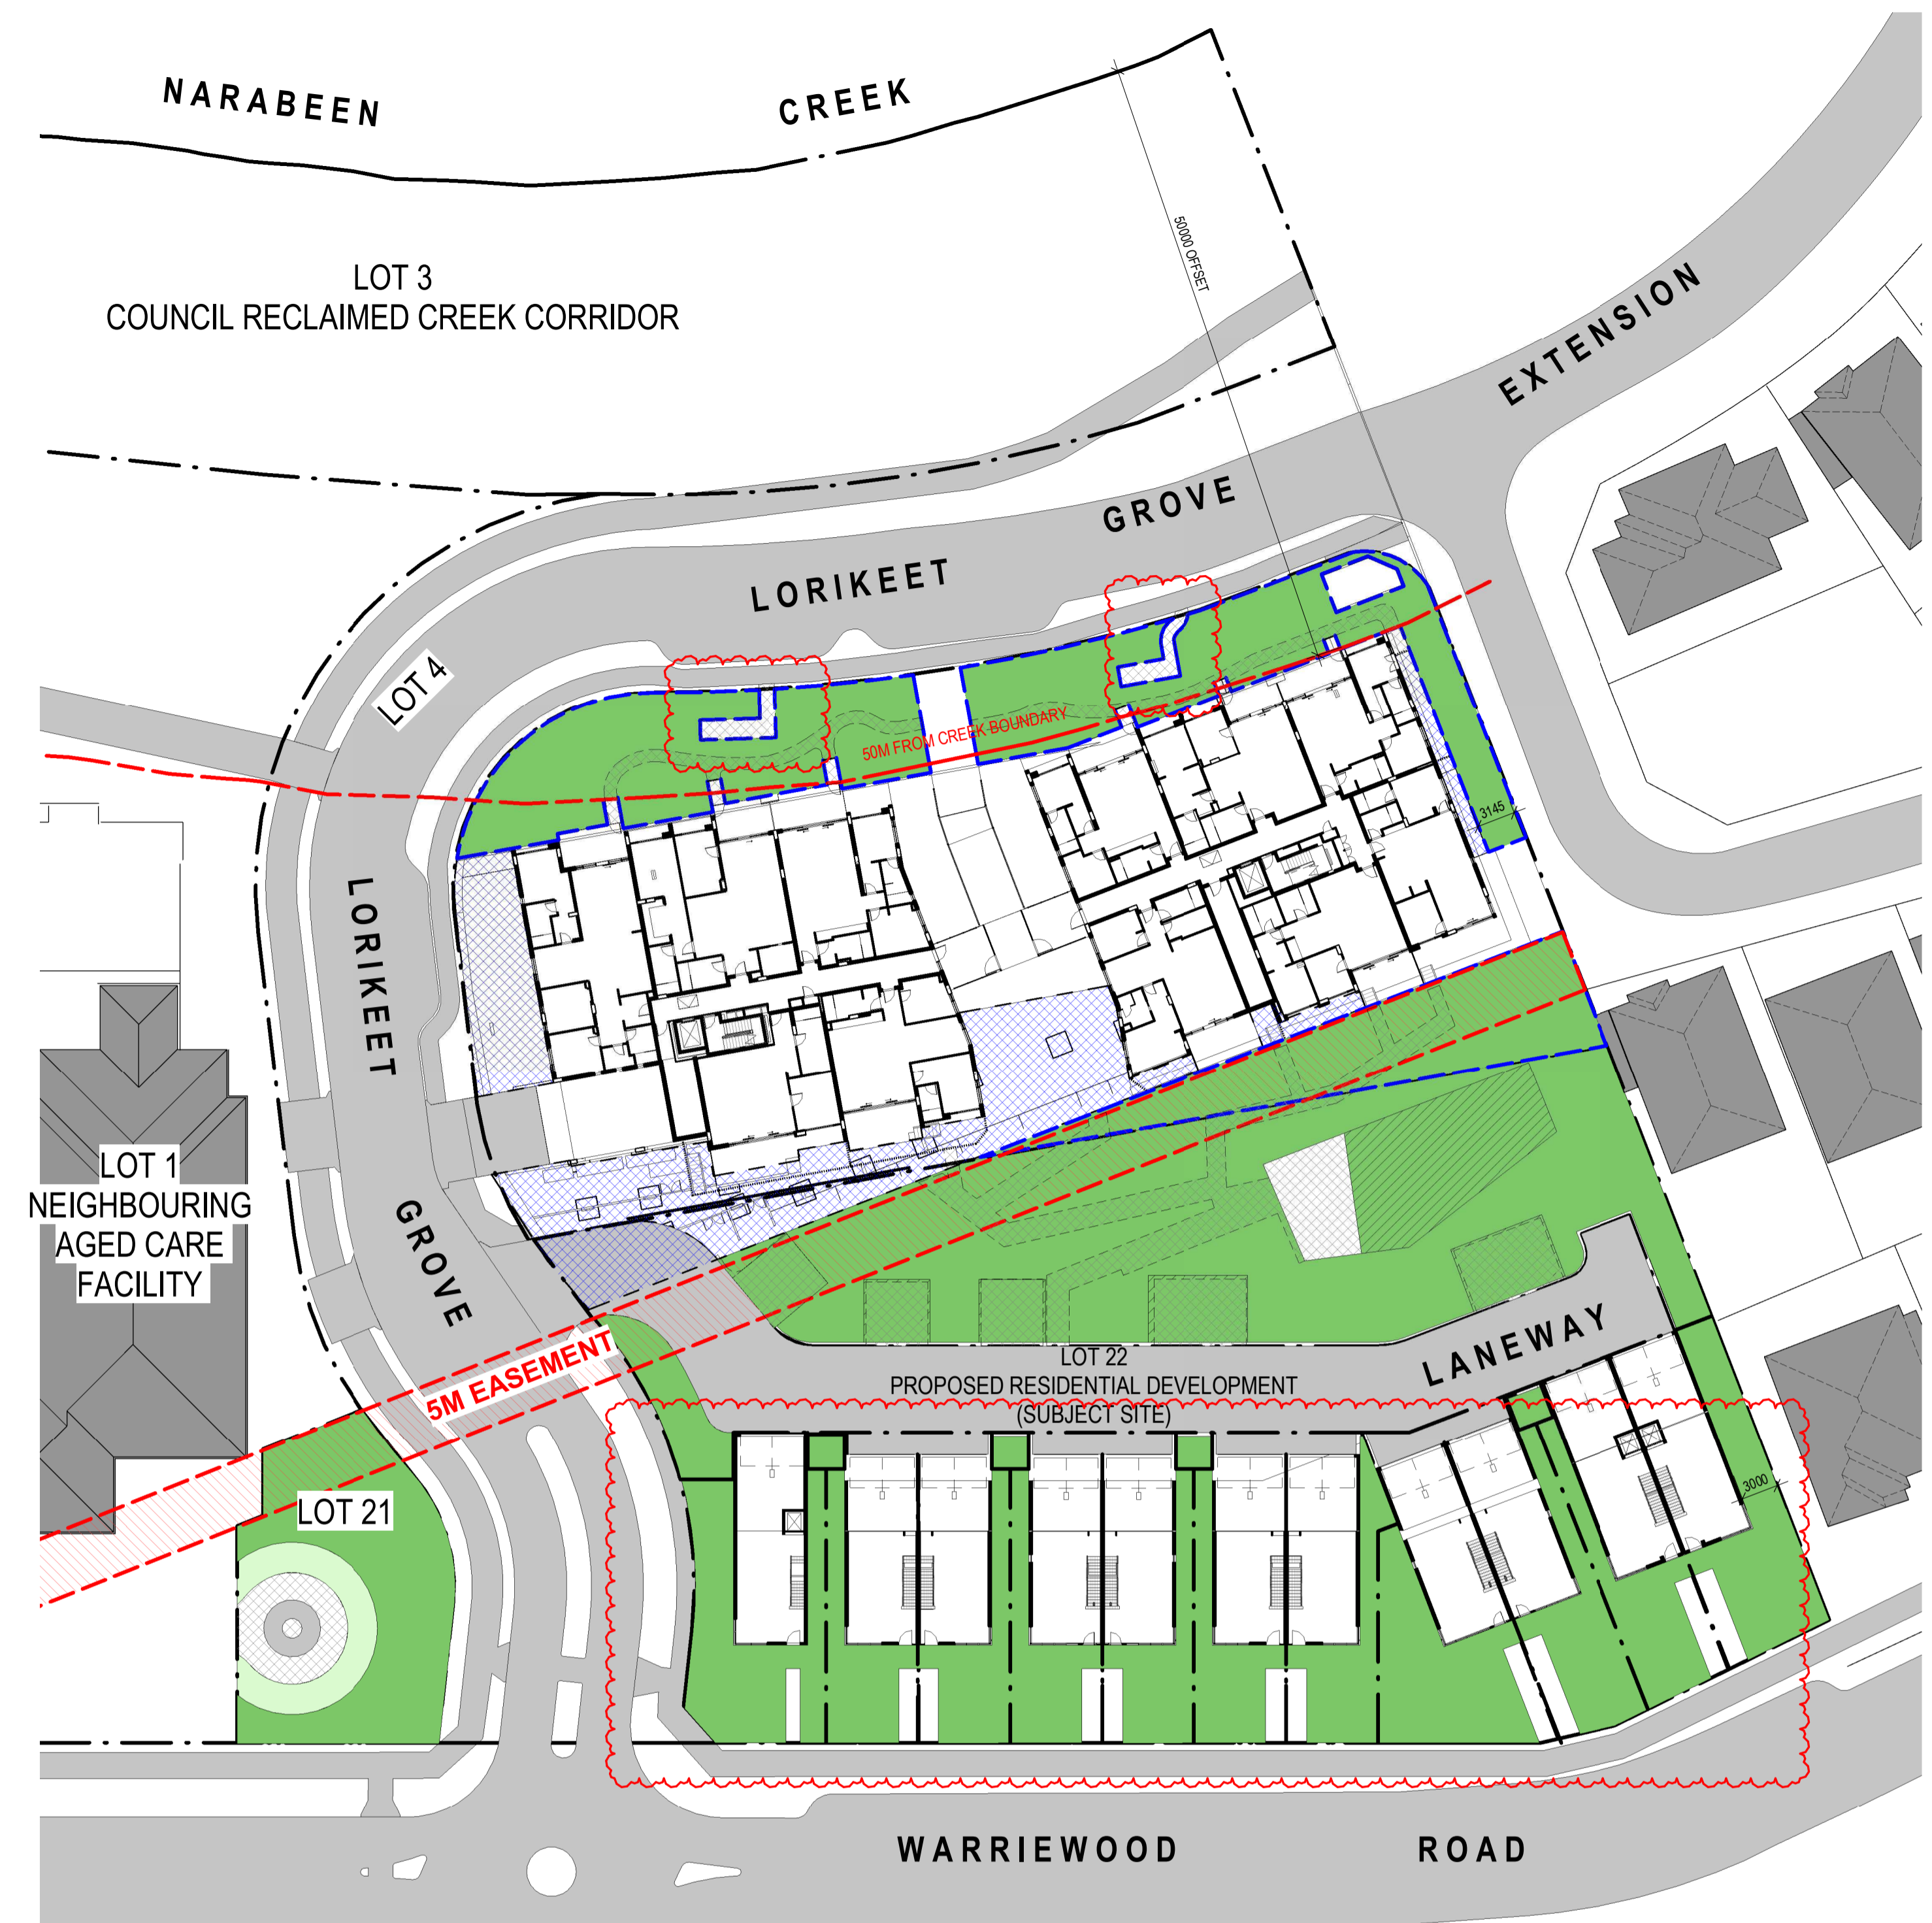 NARABEEN CREEK
50000 OFFSET
LOT 3
COUNCIL RECLAIMED CREEK CORRIDOR
EXTENSION
LORIKEET GROVE
LOT 4
50M FROM CREEK BOUNDARY
3145
LORIKEET GROVE
LOT 1
NEIGHBOURING
AGED CARE
FACILITY
5M EASEMENT
LANEWAY
LOT 22
PROPOSED RESIDENTIAL DEVELOPMENT
(SUBJECT SITE)
3000
LOT 21
WARRIEWOOD ROAD